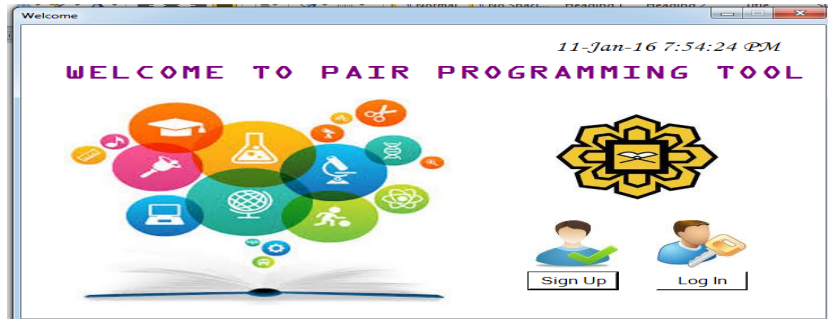 Welcome
11-Jan-16 7:54:24 PM
WELCOME TO PAIR PROGRAMMING TOOL
Sign Up
Log In